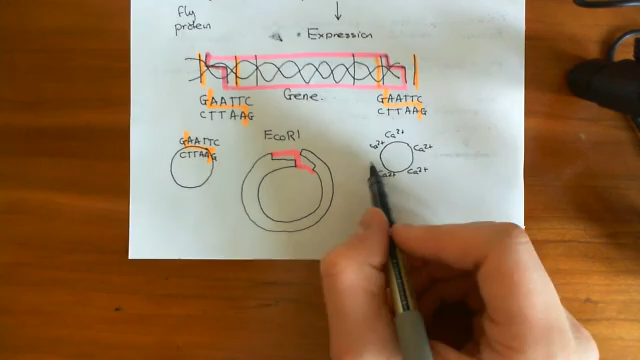 fly
protein
Expression
GAATTC
CTTAAG
Gene.
GAATTC
CTTAAG
GAATTC
CTTAAG
EcoRI
Ca2+
Ca2+
Ca2+
Ca2+
Ca2+